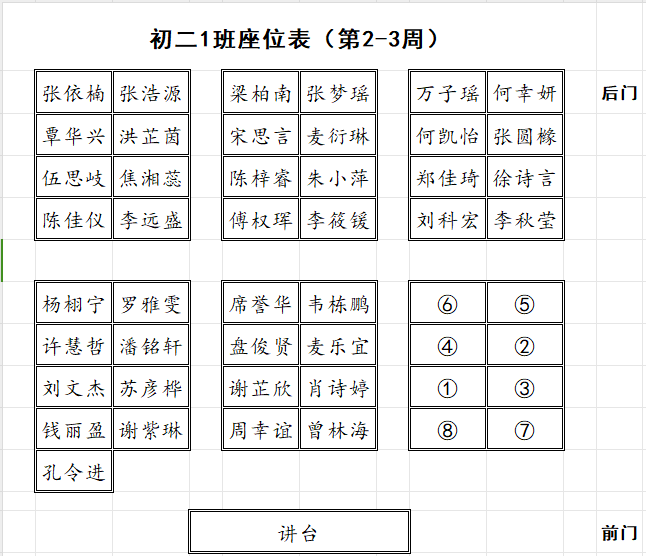 初二1班座位表（第2-3周）
张依楠 张浩源 梁柏南 张梦瑶 万子瑶 何幸妍 后门
覃华兴 洪芷茵 宋思言 麦衍琳 何凯怡 张圆櫞
伍思岐 焦湘蕊 陈梓睿 朱小萍 郑佳琦 徐诗言
陈佳仪 李远盛 傅权珲 李筱锾 刘科宏 李秋莹
杨栩宁 罗雅雯 席誉华 韦栋鹏 ⑥ ⑤
许慧哲 潘铭轩 盘俊贤 麦乐宜 ④ ②
刘文杰 苏彦桦 谢芷欣 肖诗婷 ① ③
钱丽盈 谢紫琳 周幸谊 曾林海 ⑧ ⑦
孔令进
讲台 前门